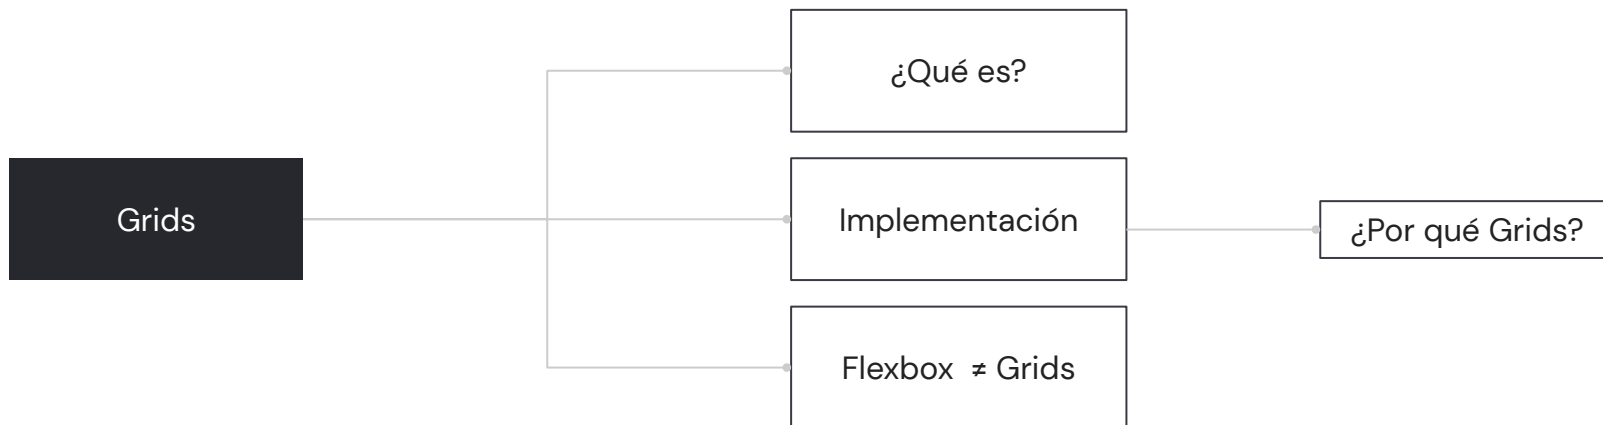 Grids
¿Qué es?
Implementación
Flexbox ≠ Grids
¿Por qué Grids?